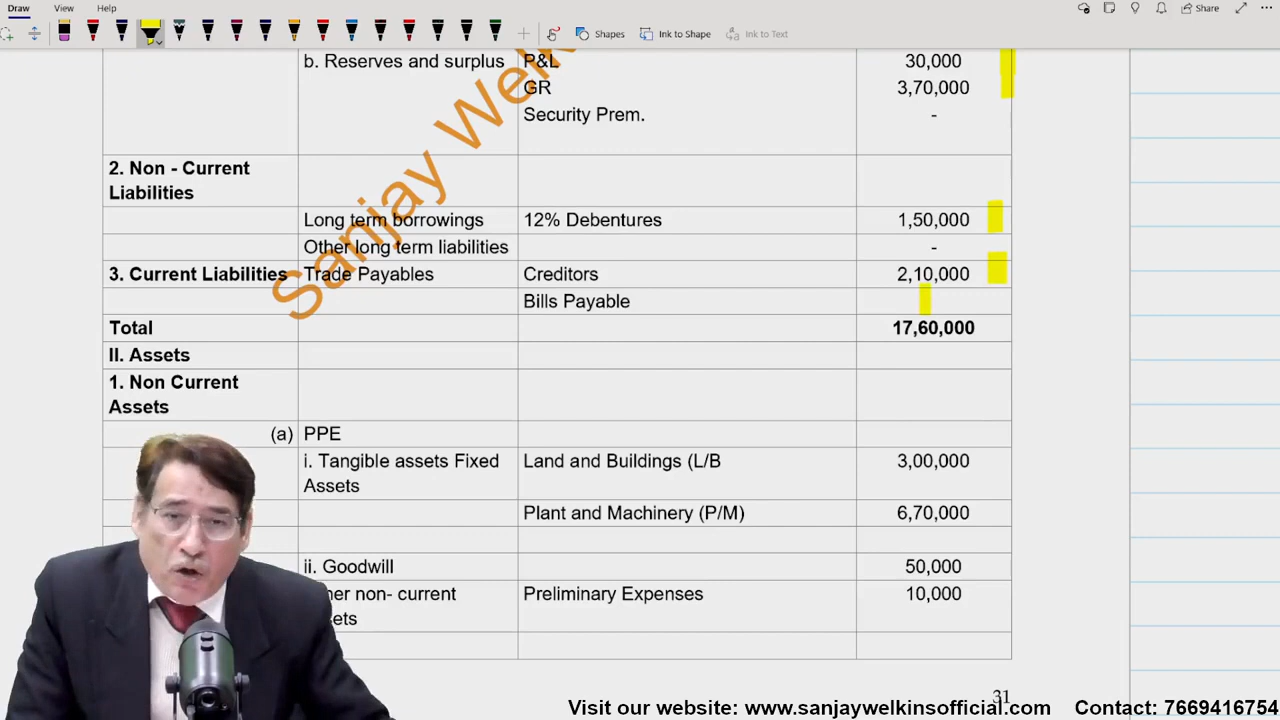 Draw View Help
Share
Shapes Ink to Shape Ink to Text
b. Reserves and surplus P&L 30,000
GR 3,70,000
Security Prem. -
2. Non - Current
Liabilities
Long term borrowings 12% Debentures 1,50,000
Other long term liabilities -
3. Current Liabilities Trade Payables Creditors 2,10,000
Bills Payable
Total 17,60,000
II. Assets
1. Non Current
Assets
(a) PPE
i. Tangible assets Fixed Land and Buildings (L/B 3,00,000
Assets
Plant and Machinery (P/M) 6,70,000
ii. Goodwill 50,000
non- current Preliminary Expenses 10,000
Sanjay
31
Visit our website: www.sanjaywelkinsofficial.com Contact: 7669416754